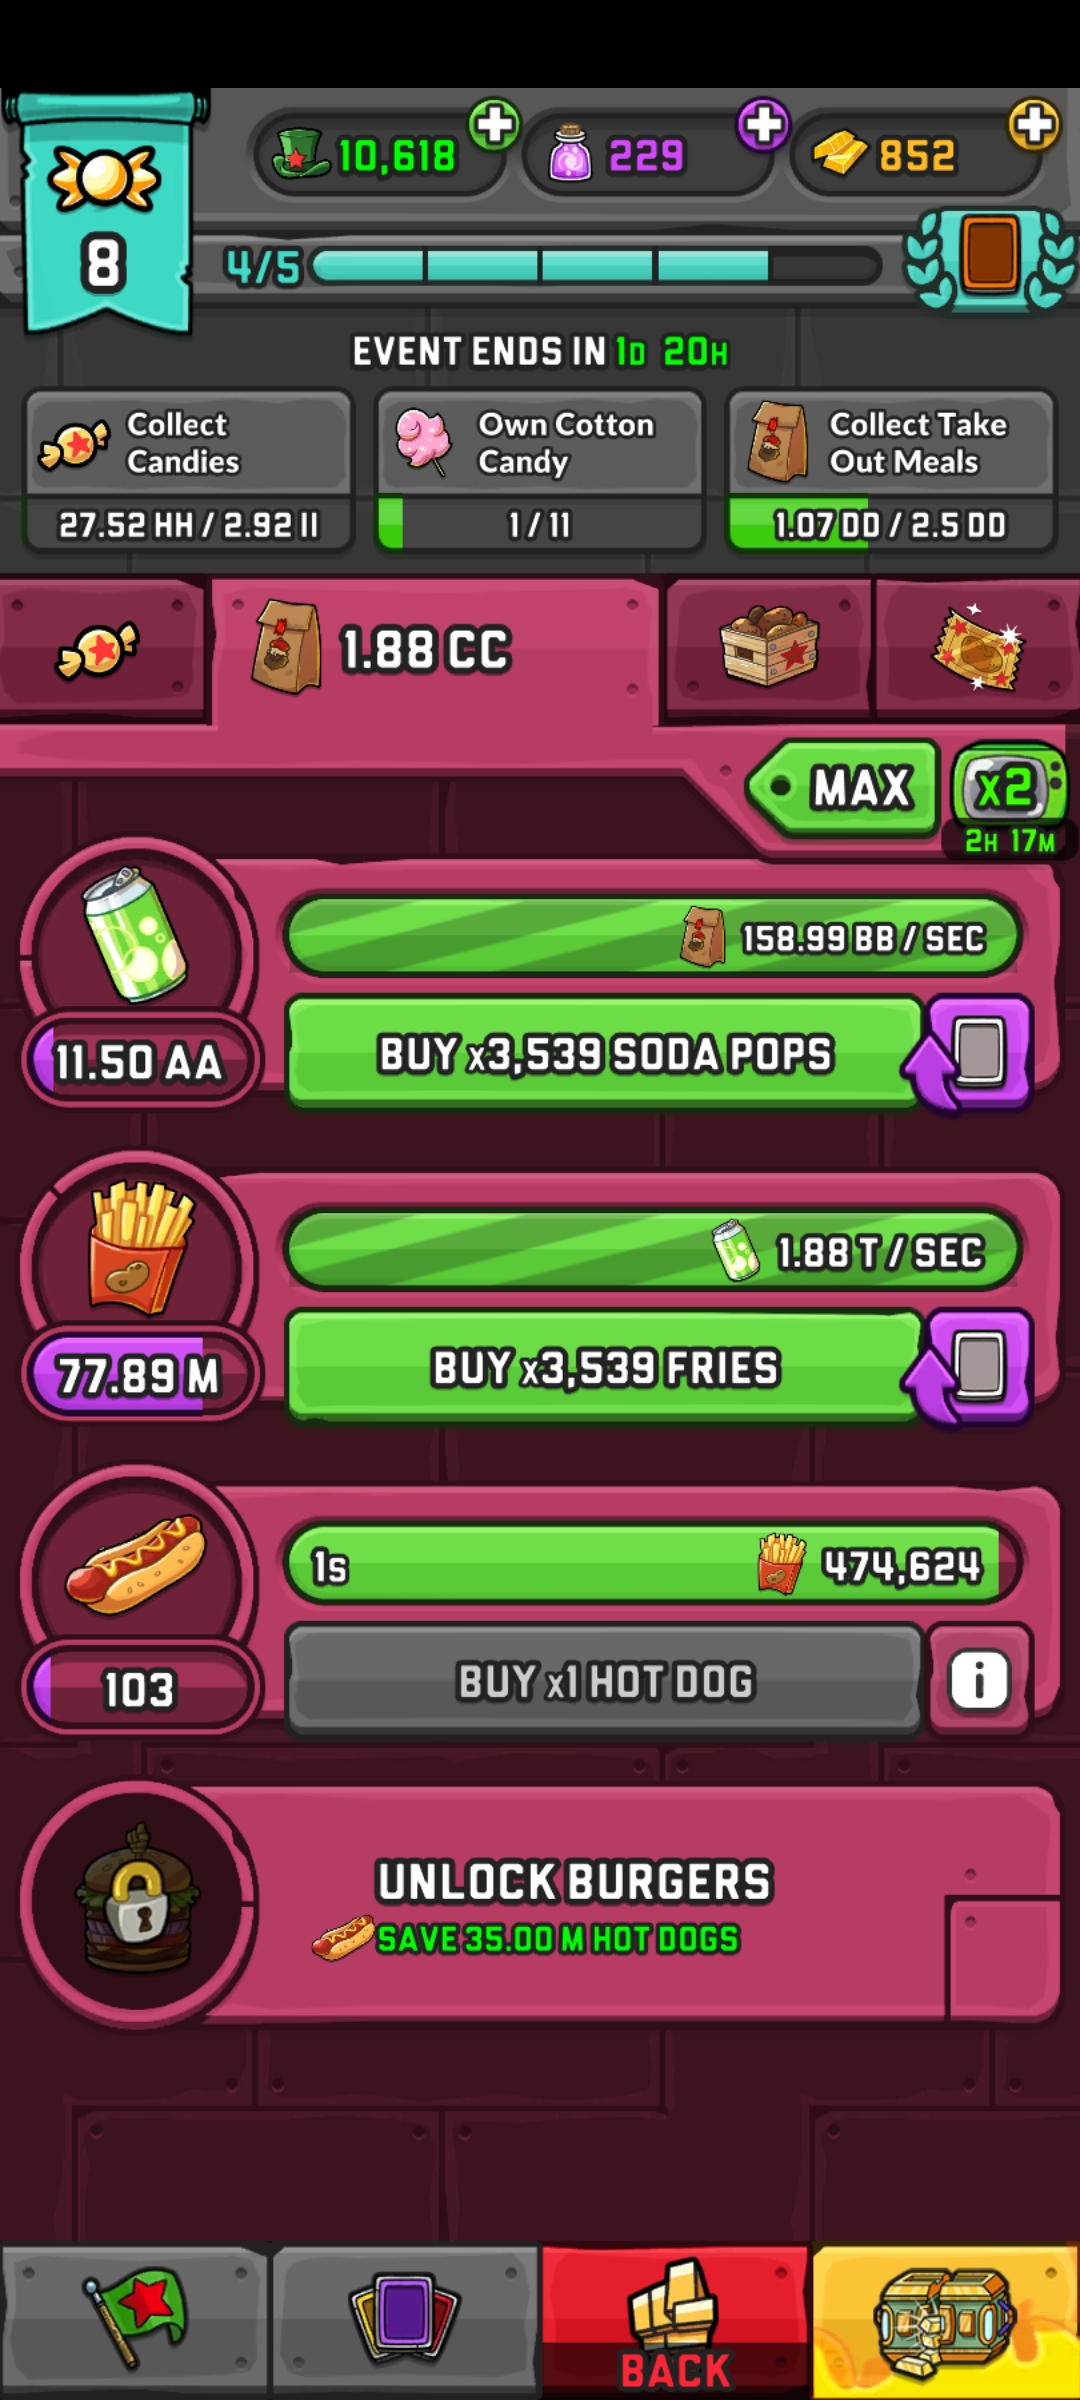 10,618
229
852
8
4/5
EVENT ENDS IN 1D 20H
Collect
Candies
27.52 HH / 2.92 II
Own Cotton
Candy
1 / 11
Collect Take
Out Meals
1.07 DD / 2.5 DD
1.88 CC
MAX
x2
2H 17M
158.99 BB / SEC
11.50 AA
BUY x3,539 SODA POPS
1.88 T / SEC
77.89 M
BUY x3,539 FRIES
1s
474,624
103
BUY x1 HOT DOG
i
UNLOCK BURGERS
SAVE 35.00 M HOT DOGS
BACK